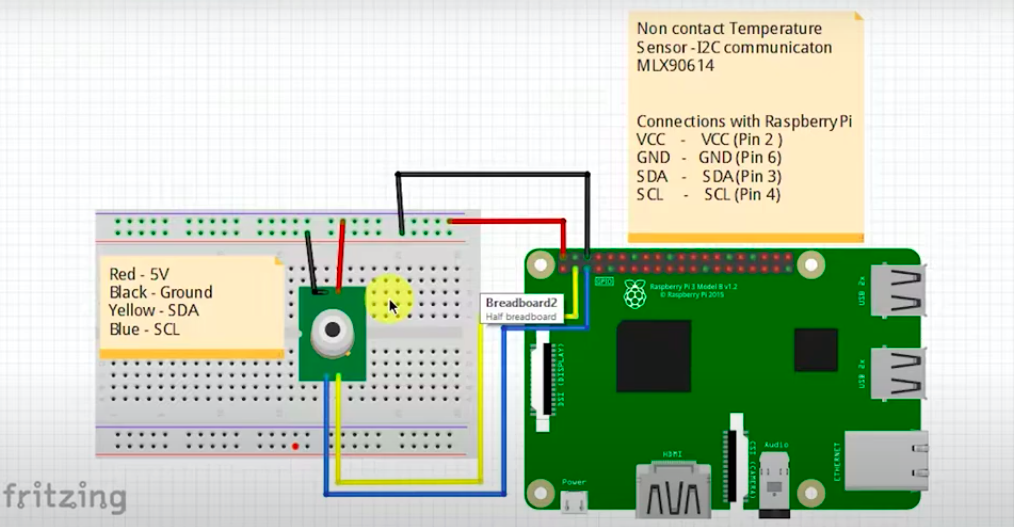 Non contact Temperature
Sensor -I2C communicaton
MLX90614
Connections with Raspberry Pi
VCC - VCC (Pin 2 )
GND - GND (Pin 6)
SDA - SDA (Pin 3)
SCL - SCL (Pin 4)
Red - 5V
Black - Ground
Yellow - SDA
Blue - SCL
Breadboard2
Half breadboard
GPIO
Raspberry Pi 3 Model B v1.2
© Raspberry Pi 2015
USB 2x
DSI (DISPLAY)
USB 2x
Power
HDMI
CSI (CAMERA)
Audio
ETHERNET
fritzing